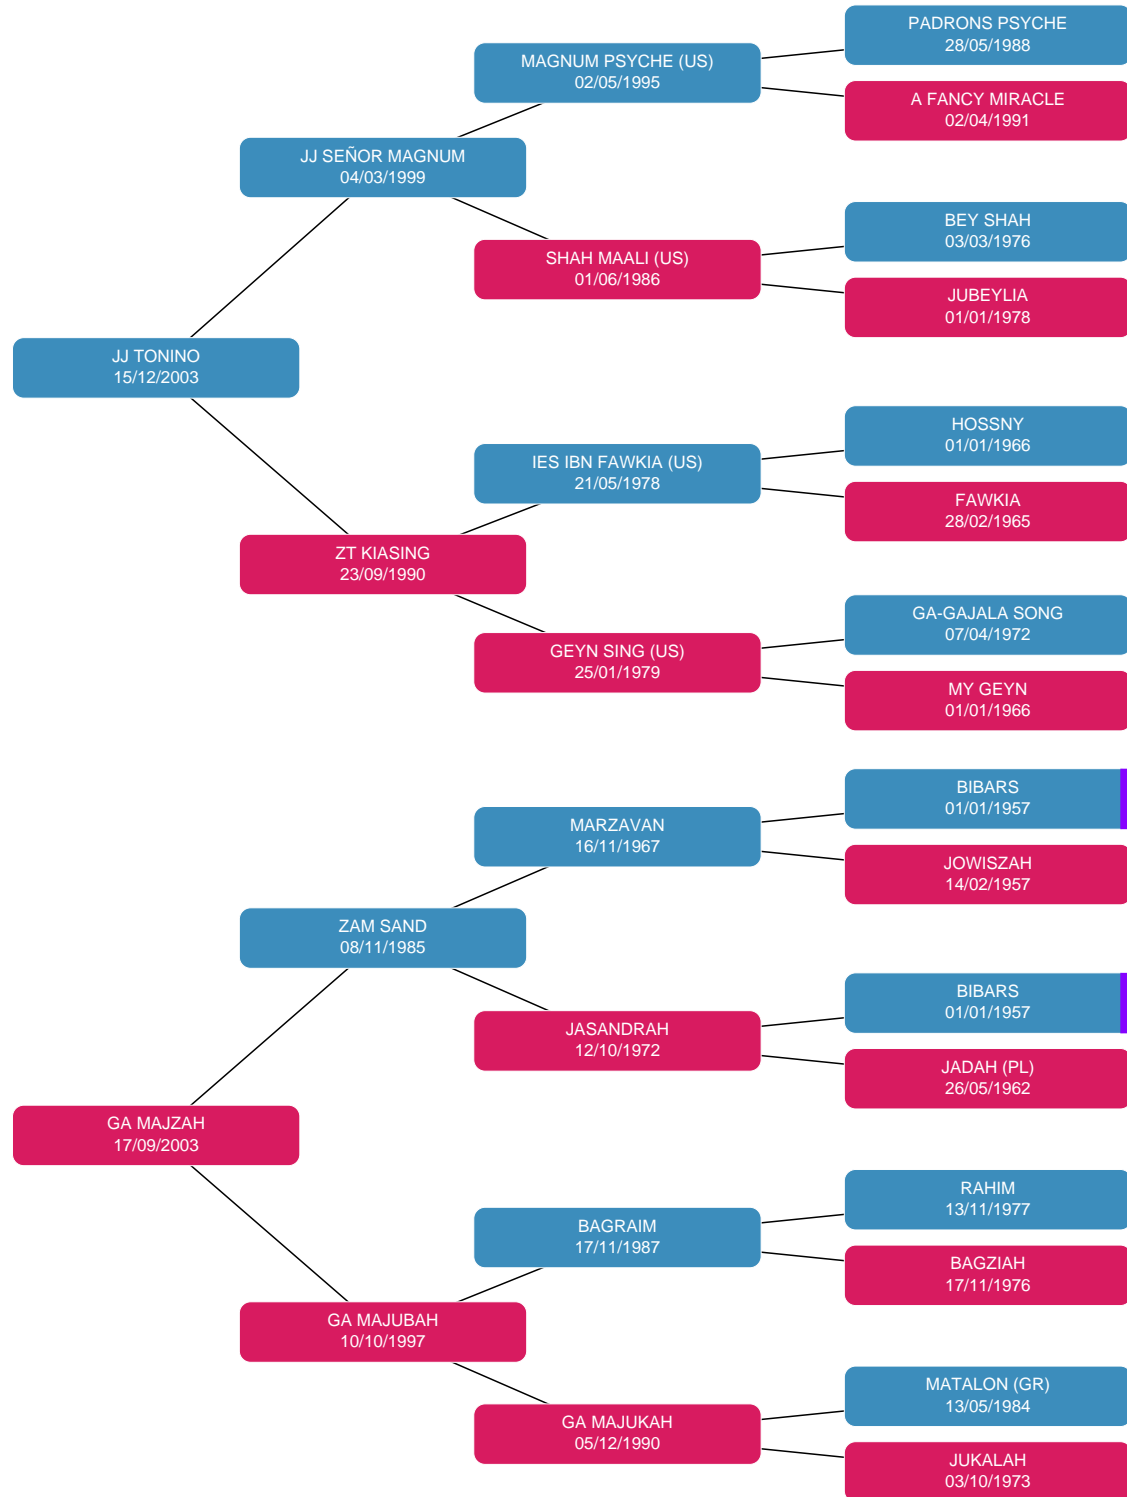 PADRONS PSYCHE
28/05/1988
MAGNUM PSYCHE (US)
02/05/1995
A FANCY MIRACLE
02/04/1991
JJ SEÑOR MAGNUM
04/03/1999
BEY SHAH
03/03/1976
SHAH MAALI (US)
01/06/1986
JUBEYLIA
01/01/1978
JJ TONINO
15/12/2003
HOSSNY
01/01/1966
IES IBN FAWKIA (US)
21/05/1978
FAWKIA
28/02/1965
ZT KIASING
23/09/1990
GA-GAJALA SONG
07/04/1972
GEYN SING (US)
25/01/1979
MY GEYN
01/01/1966
BIBARS
01/01/1957
MARZAVAN
16/11/1967
JOWISZAH
14/02/1957
ZAM SAND
08/11/1985
BIBARS
01/01/1957
JASANDRAH
12/10/1972
JADAH (PL)
26/05/1962
GA MAJZAH
17/09/2003
RAHIM
13/11/1977
BAGRAIM
17/11/1987
BAGZIAH
17/11/1976
GA MAJUBAH
10/10/1997
MATALON (GR)
13/05/1984
GA MAJUKAH
05/12/1990
JUKALAH
03/10/1973